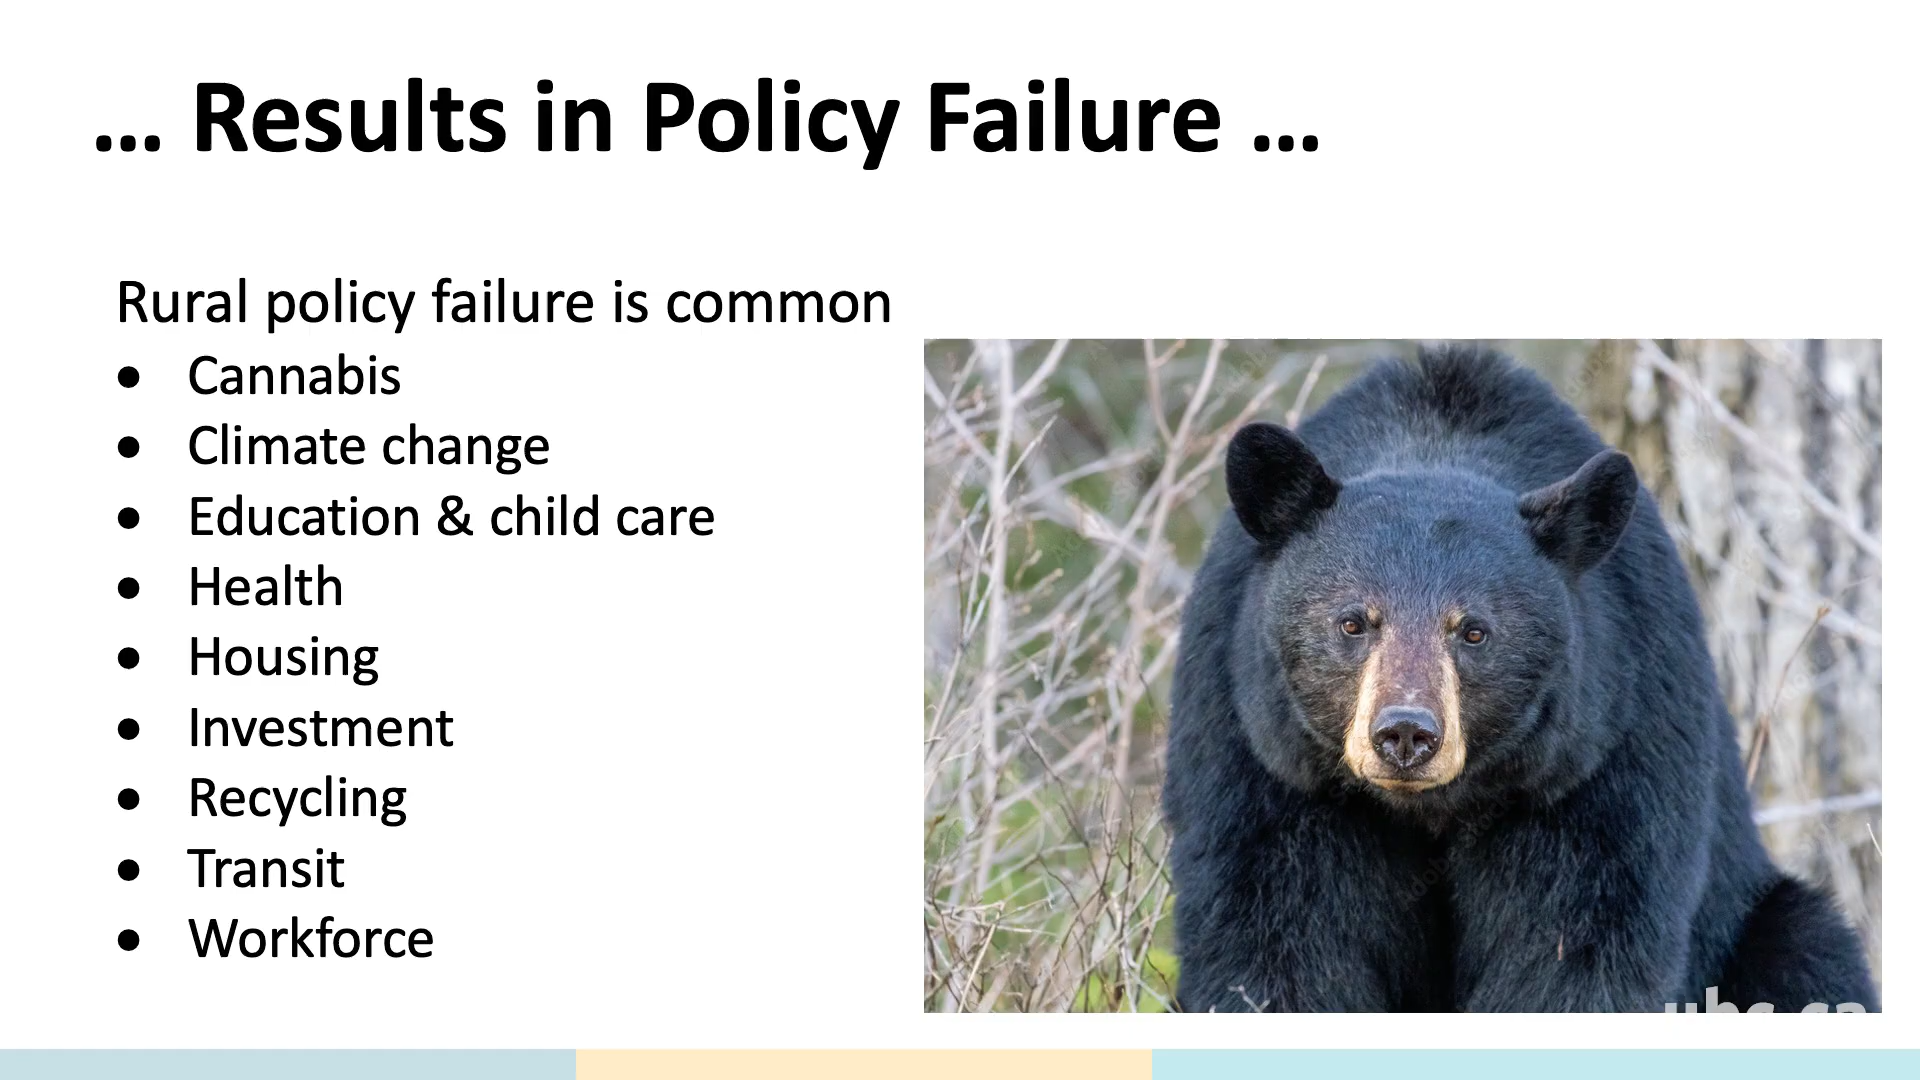 … Results in Policy Failure …
Rural policy failure is common
• Cannabis
• Climate change
• Education & child care
• Health
• Housing
• Investment
• Recycling
• Transit
• Workforce